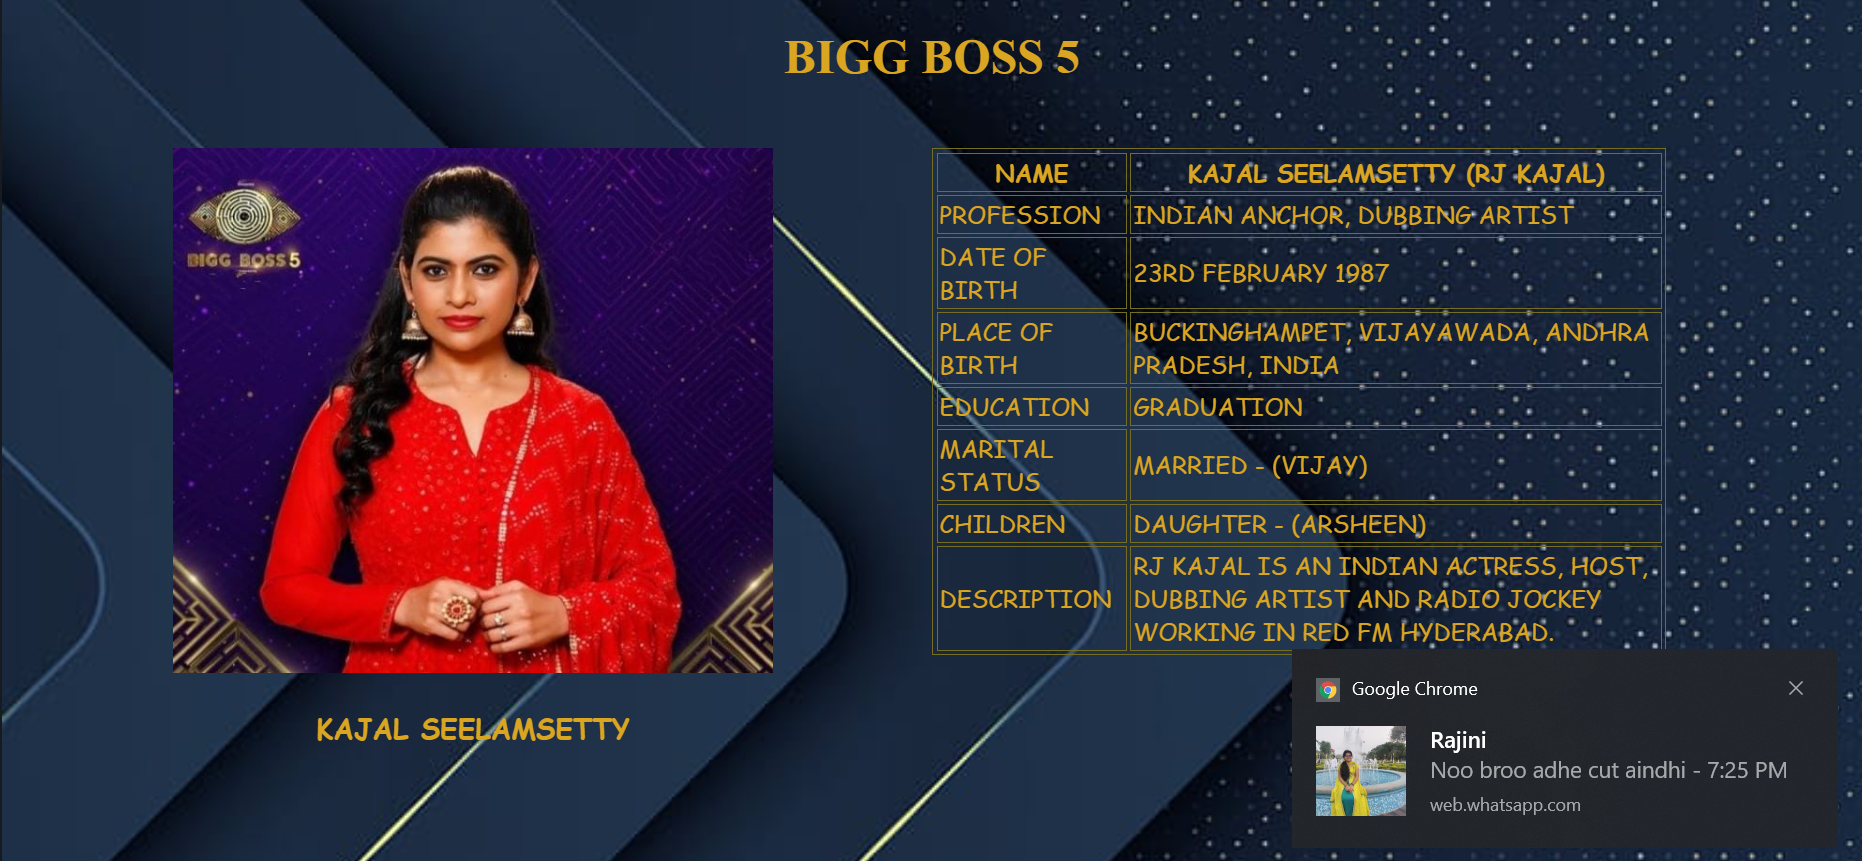 BIGG BOSS 5
BIGG BOSS 5
KAJAL SEELAMSETTY
NAME KAJAL SEELAMSETTY (RJ KAJAL)
PROFESSION INDIAN ANCHOR, DUBBING ARTIST
DATE OF
BIRTH
23RD FEBRUARY 1987
PLACE OF
BIRTH
BUCKINGHAMPET, VIJAYAWADA, ANDHRA
PRADESH, INDIA
EDUCATION GRADUATION
MARITAL
STATUS
MARRIED - (VIJAY)
CHILDREN DAUGHTER - (ARSHEEN)
DESCRIPTION
RJ KAJAL IS AN INDIAN ACTRESS, HOST,
DUBBING ARTIST AND RADIO JOCKEY
WORKING IN RED FM HYDERABAD.
Google Chrome
Rajini
Noo broo adhe cut aindhi - 7:25 PM
web.whatsapp.com